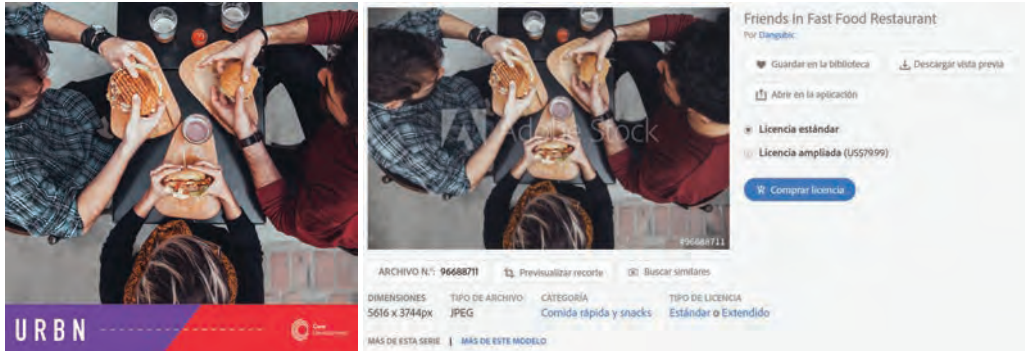 URBN
Core
Adobe Stock
#96688711
Friends In Fast Food Restaurant
Por Dangubic
Guardar en la biblioteca
Descargar vista previa
Abrir en la aplicación
Licencia estándar
Licencia ampliada (US$79.99)
Comprar licencia
ARCHIVO N.º: 96688711
Previsualizar recorte
Buscar similares
DIMENSIONES TIPO DE ARCHIVO CATEGORÍA TIPO DE LICENCIA
5616 x 3744px JPEG Comida rápida y snacks Estándar o Extendido
MÁS DE ESTA SERIE | MÁS DE ESTE MODELO